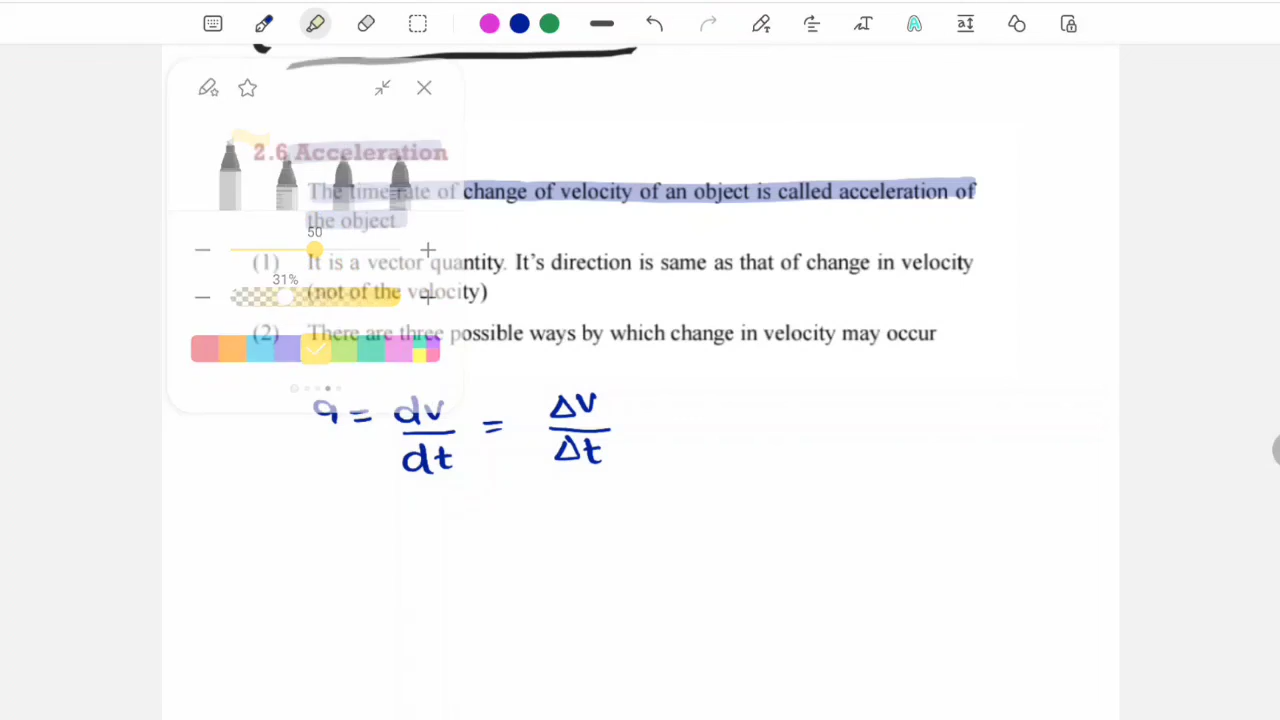 2.6 Acceleration
The time rate of change of velocity of an object is called acceleration of
the object
50
(1) It is a vector quantity. It's direction is same as that of change in velocity
31%
(not of the velocity)
(2) There are three possible ways by which change in velocity may occur
a = dv/dt = Δv/Δt